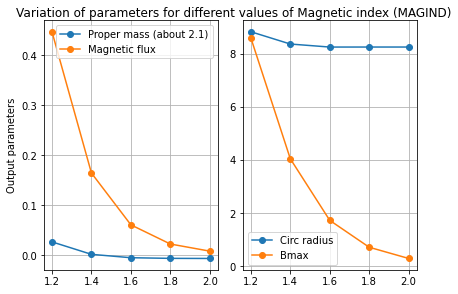 Variation of parameters for different values of Magnetic index (MAGIND)
Proper mass (about 2.1)
Magnetic flux
Output parameters
0.4
0.3
0.2
0.1
0.0
1.2 1.4 1.6 1.8 2.0
8
6
4
2
0
Circ radius
Bmax
1.2 1.4 1.6 1.8 2.0